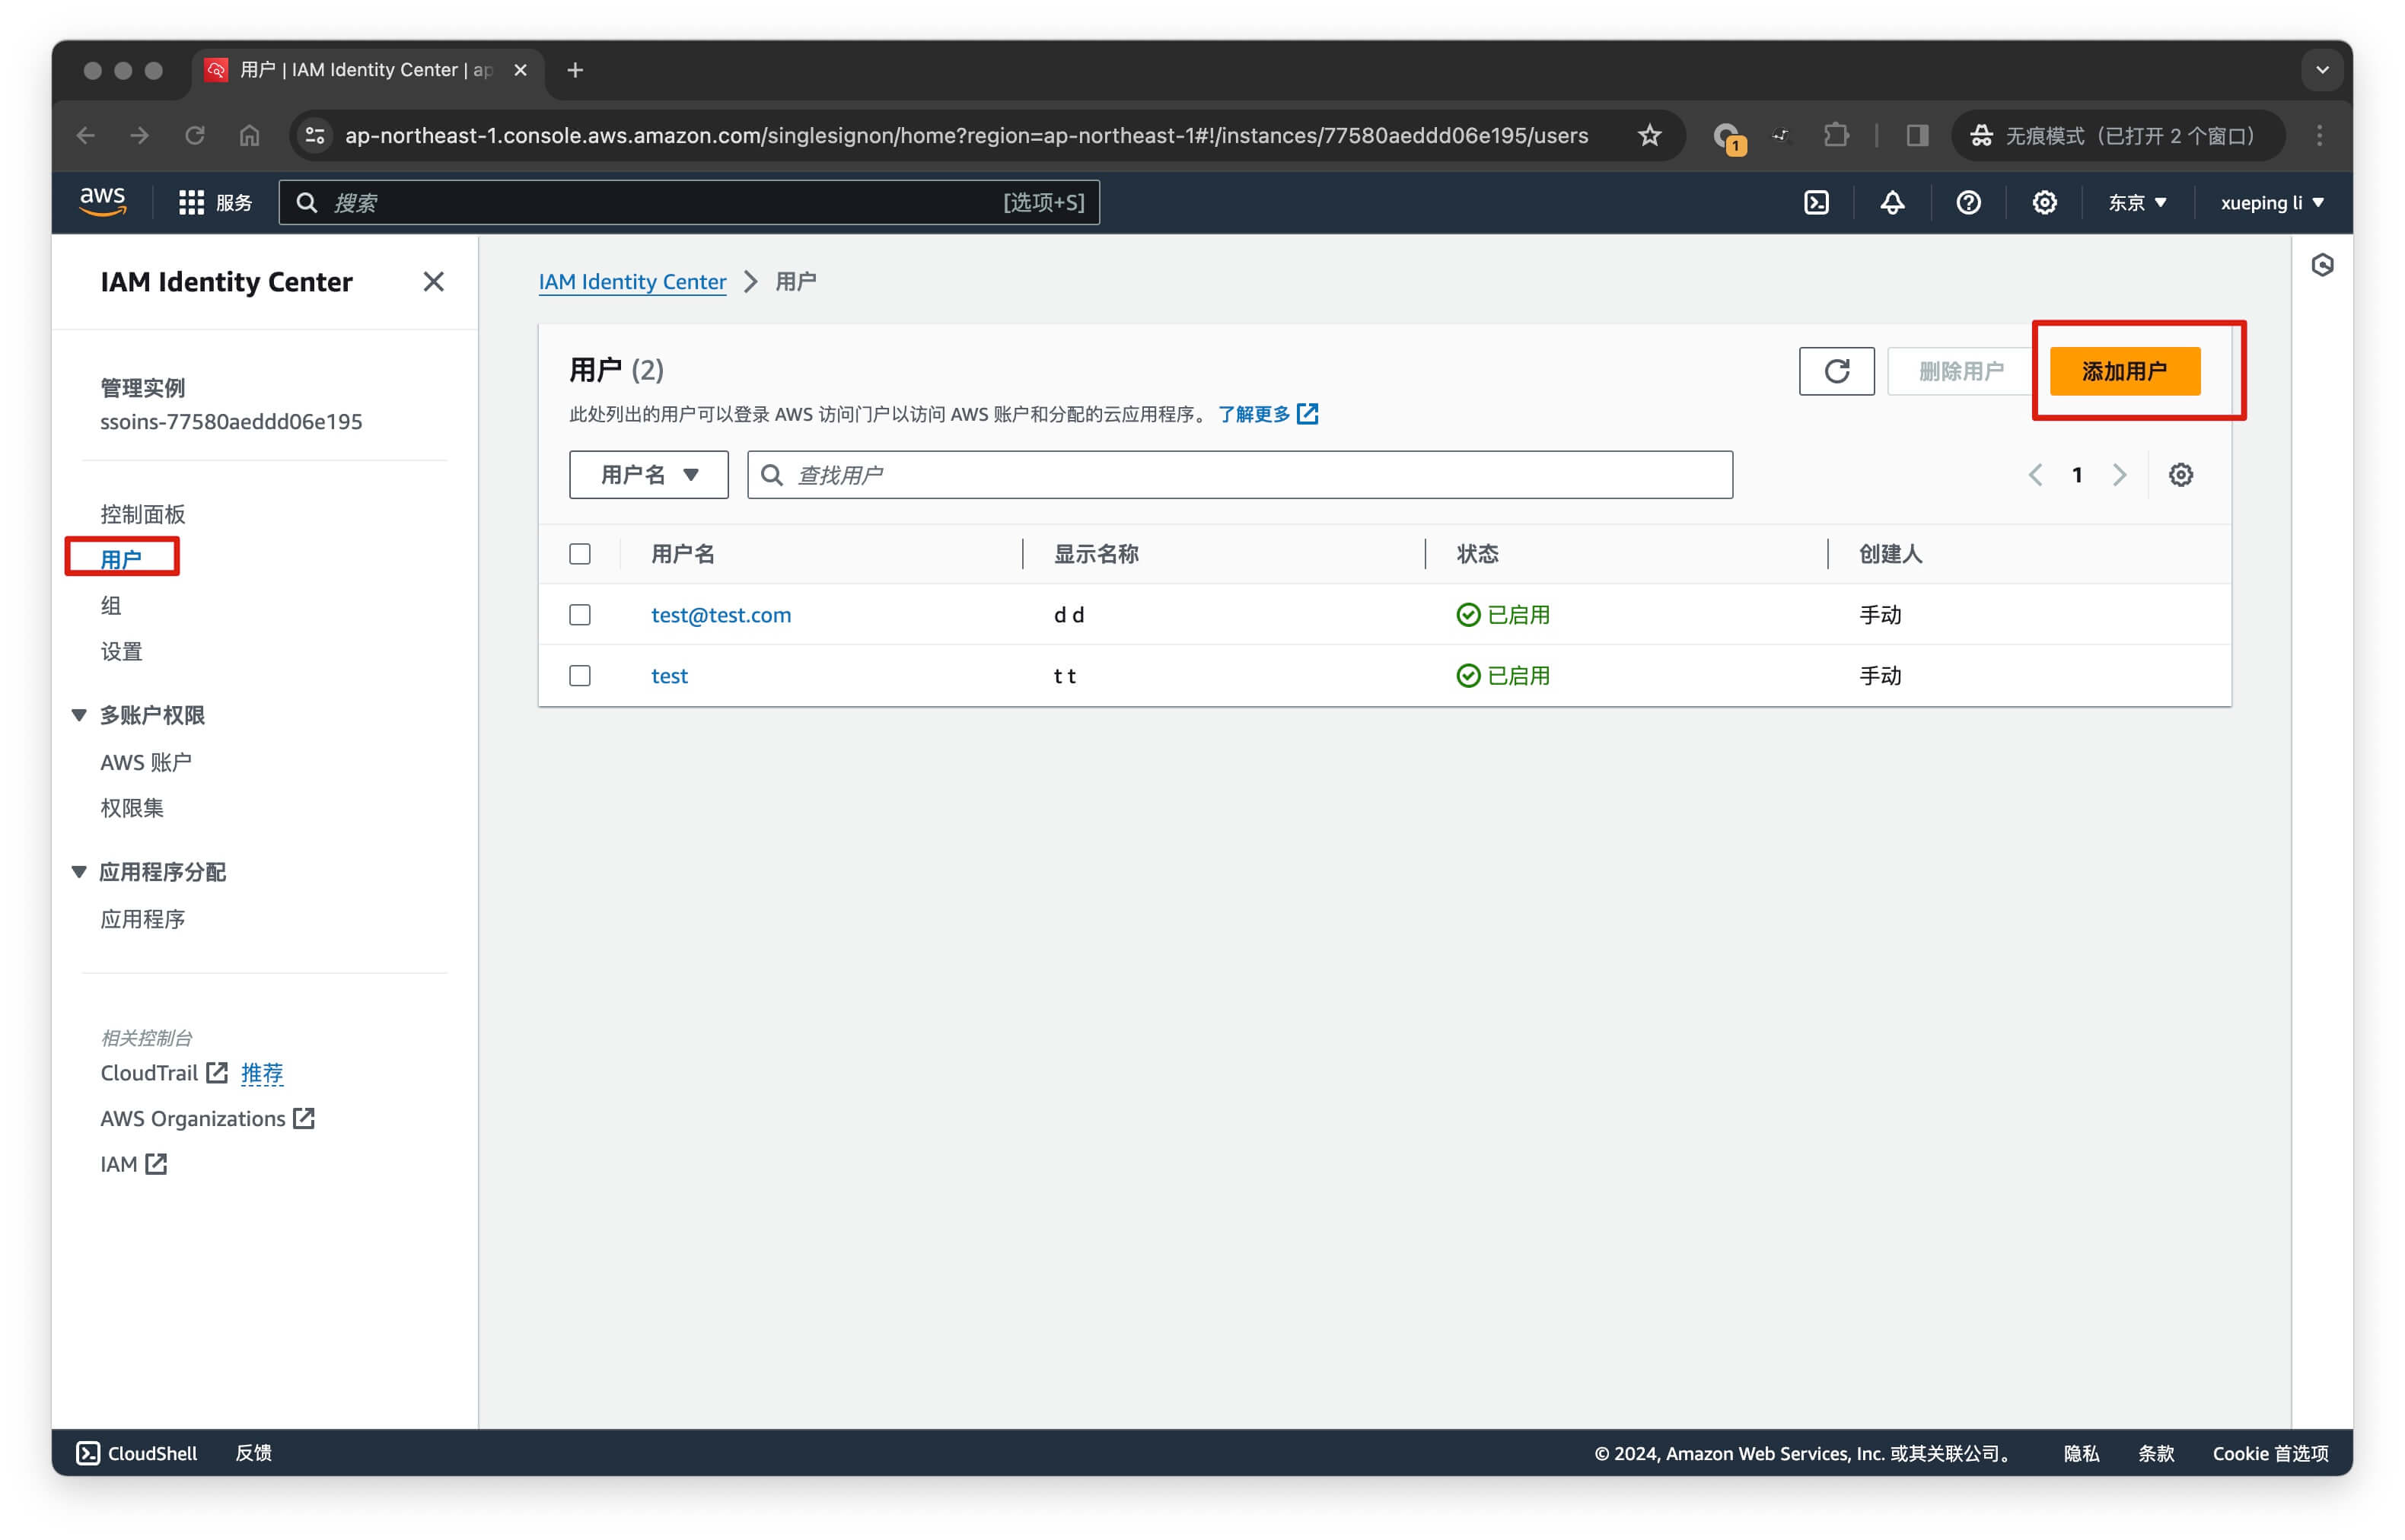 用户 | IAM Identity Center | ap
ap-northeast-1.console.aws.amazon.com/singlesignon/home?region=ap-northeast-1#!/instances/77580aeddd06e195/users
1
无痕模式（已打开 2 个窗口）
aws
服务
搜索
[选项+S]
东京
xueping li
IAM Identity Center
管理实例
ssoins-77580aeddd06e195
控制面板
用户
组
设置
多账户权限
AWS 账户
权限集
应用程序分配
应用程序
相关控制台
CloudTrail 推荐
AWS Organizations
IAM
IAM Identity Center > 用户
用户 (2)
删除用户
添加用户
此处列出的用户可以登录 AWS 访问门户以访问 AWS 账户和分配的云应用程序。 了解更多
用户名
查找用户
1
用户名 显示名称 状态 创建人
test@test.com d d 已启用 手动
test t t 已启用 手动
CloudShell 反馈
© 2024, Amazon Web Services, Inc. 或其关联公司。 隐私 条款 Cookie 首选项